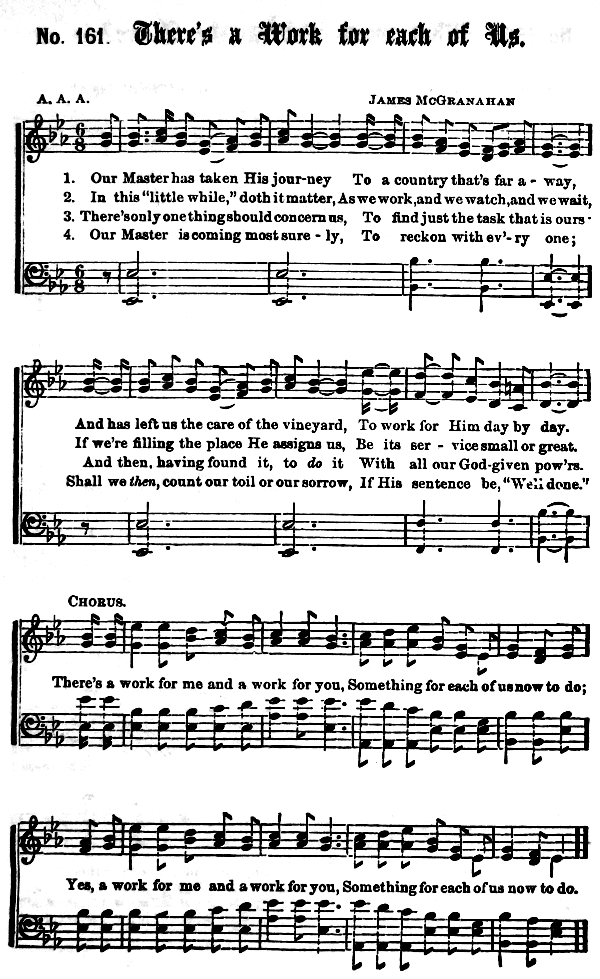 No. 161. There's a Work for each of Us.
A. A. A. JAMES MCGRANAHAN
1. Our Master has taken His jour-ney To a country that's far a - way,
2. In this "little while," doth it matter, As we work, and we watch, and we wait,
3. There's only one thing should concern us, To find just the task that is ours -
4. Our Master is coming most sure - ly, To reckon with ev'- ry one;
And has left us the care of the vineyard, To work for Him day by day.
If we're filling the place He assigns us, Be its ser - vice small or great.
And then, having found it, to do it With all our God-given pow'rs.
Shall we then, count our toil or our sorrow, If His sentence be, "Well done."
CHORUS.
There's a work for me and a work for you, Something for each of us now to do;
Yes, a work for me and a work for you, Something for each of us now to do.